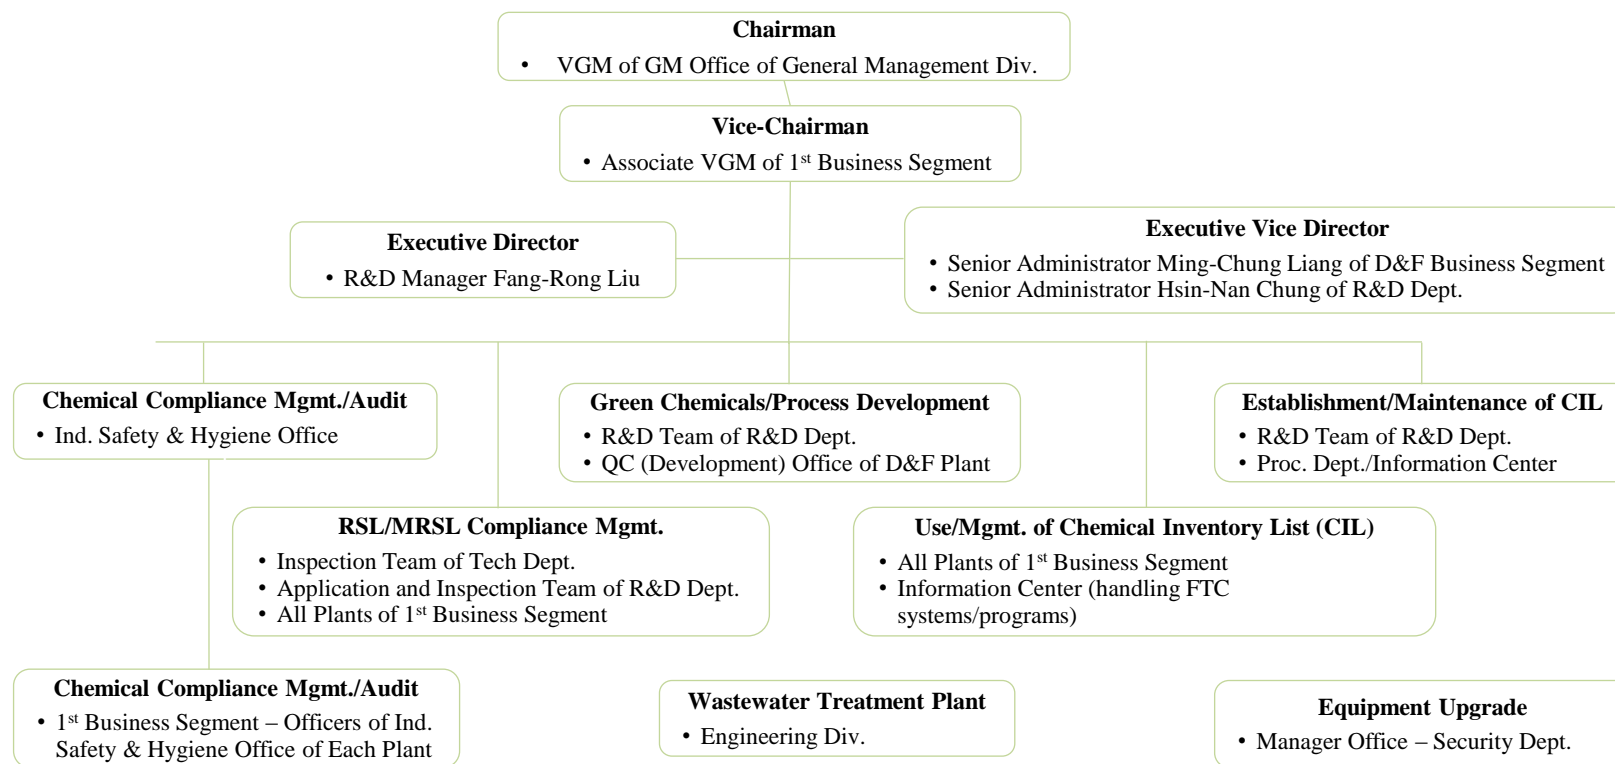 Chairman
• VGM of GM Office of General Management Div.
Vice-Chairman
• Associate VGM of 1st Business Segment
Executive Director
• R&D Manager Fang-Rong Liu
Executive Vice Director
• Senior Administrator Ming-Chung Liang of D&F Business Segment
• Senior Administrator Hsin-Nan Chung of R&D Dept.
Chemical Compliance Mgmt./Audit
• Ind. Safety & Hygiene Office
Green Chemicals/Process Development
• R&D Team of R&D Dept.
• QC (Development) Office of D&F Plant
Establishment/Maintenance of CIL
• R&D Team of R&D Dept.
• Proc. Dept./Information Center
RSL/MRSL Compliance Mgmt.
• Inspection Team of Tech Dept.
• Application and Inspection Team of R&D Dept.
• All Plants of 1st Business Segment
Use/Mgmt. of Chemical Inventory List (CIL)
• All Plants of 1st Business Segment
• Information Center (handling FTC
systems/programs)
Chemical Compliance Mgmt./Audit
• 1st Business Segment – Officers of Ind.
Safety & Hygiene Office of Each Plant
Wastewater Treatment Plant
• Engineering Div.
Equipment Upgrade
• Manager Office – Security Dept.